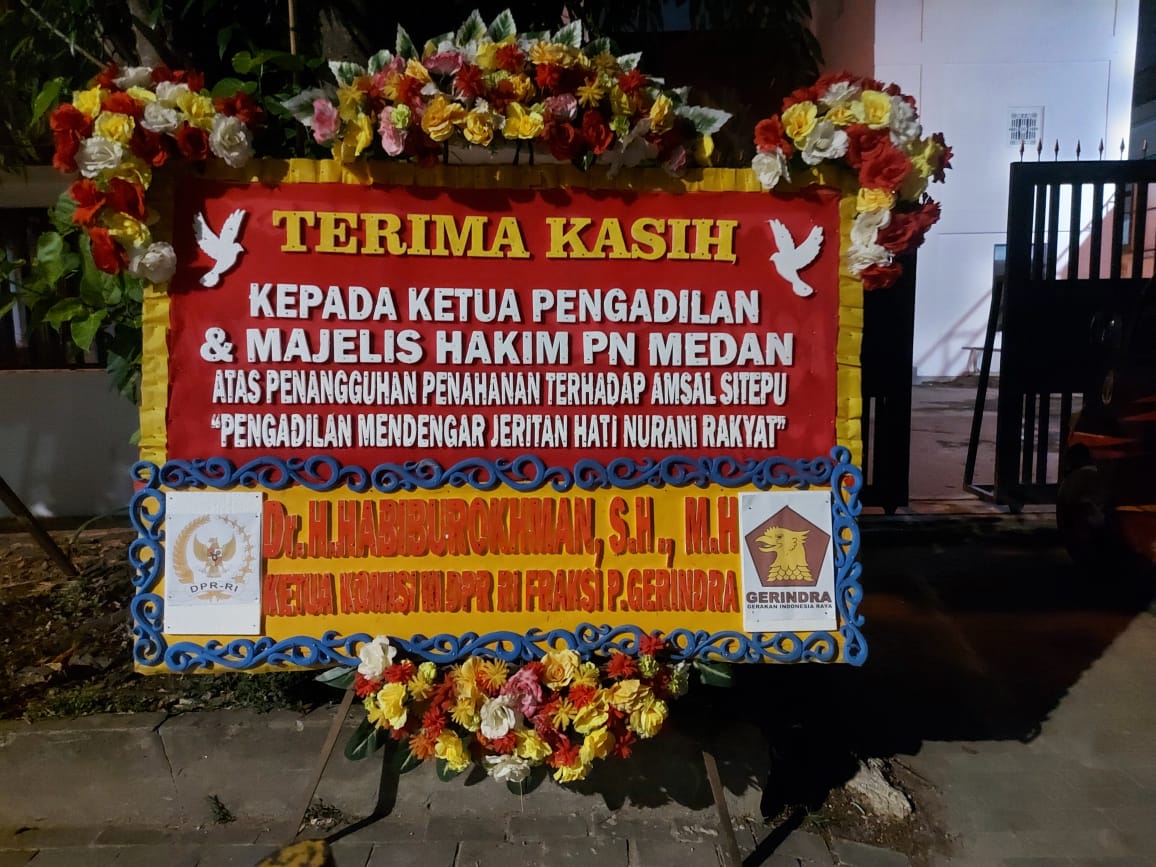 TERIMA KASIH
KEPADA KETUA PENGADILAN
& MAJELIS HAKIM PN MEDAN
ATAS PENANGGUHAN PENAHANAN TERHADAP AMSAL SITEPU
"PENGADILAN MENDENGAR JERITAN HATI NURANI RAKYAT"
Dr.H.HABIBUROKHMAN, S.H., M.H
KETUA KOMISI III DPR RI FRAKSI P.GERINDRA
DPR-RI
GERINDRA
GERAKAN INDONESIA RAYA